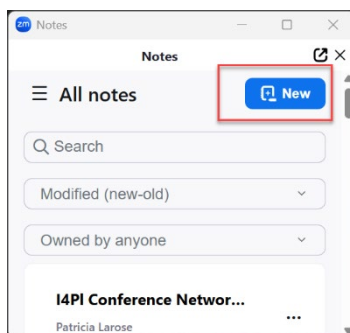 zm Notes
Notes
All notes
New
Search
Modified (new-old)
Owned by anyone
I4PI Conference Networ...
Patricia Larose